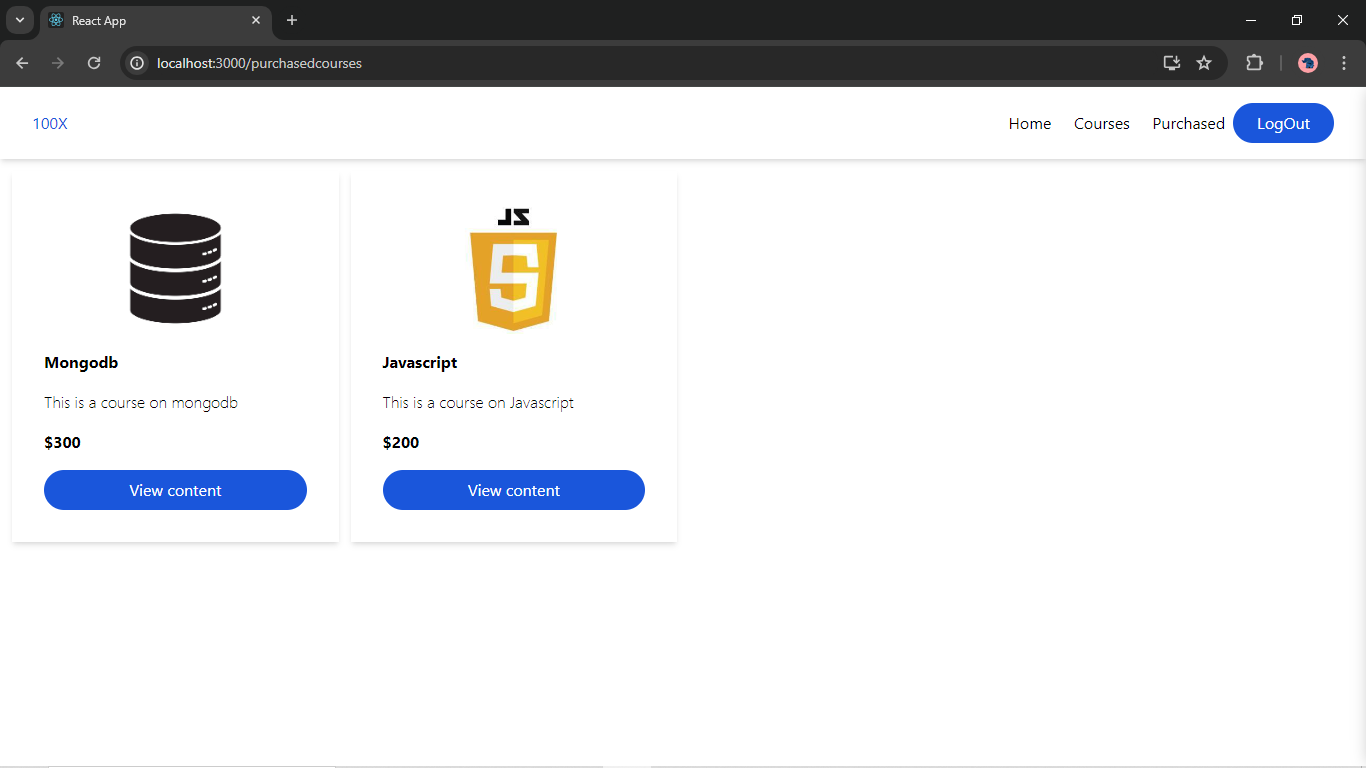 React App
localhost:3000/purchasedcourses
100X
Home
Courses
Purchased
LogOut
JS
Mongodb
This is a course on mongodb
$300
View content
Javascript
This is a course on Javascript
$200
View content